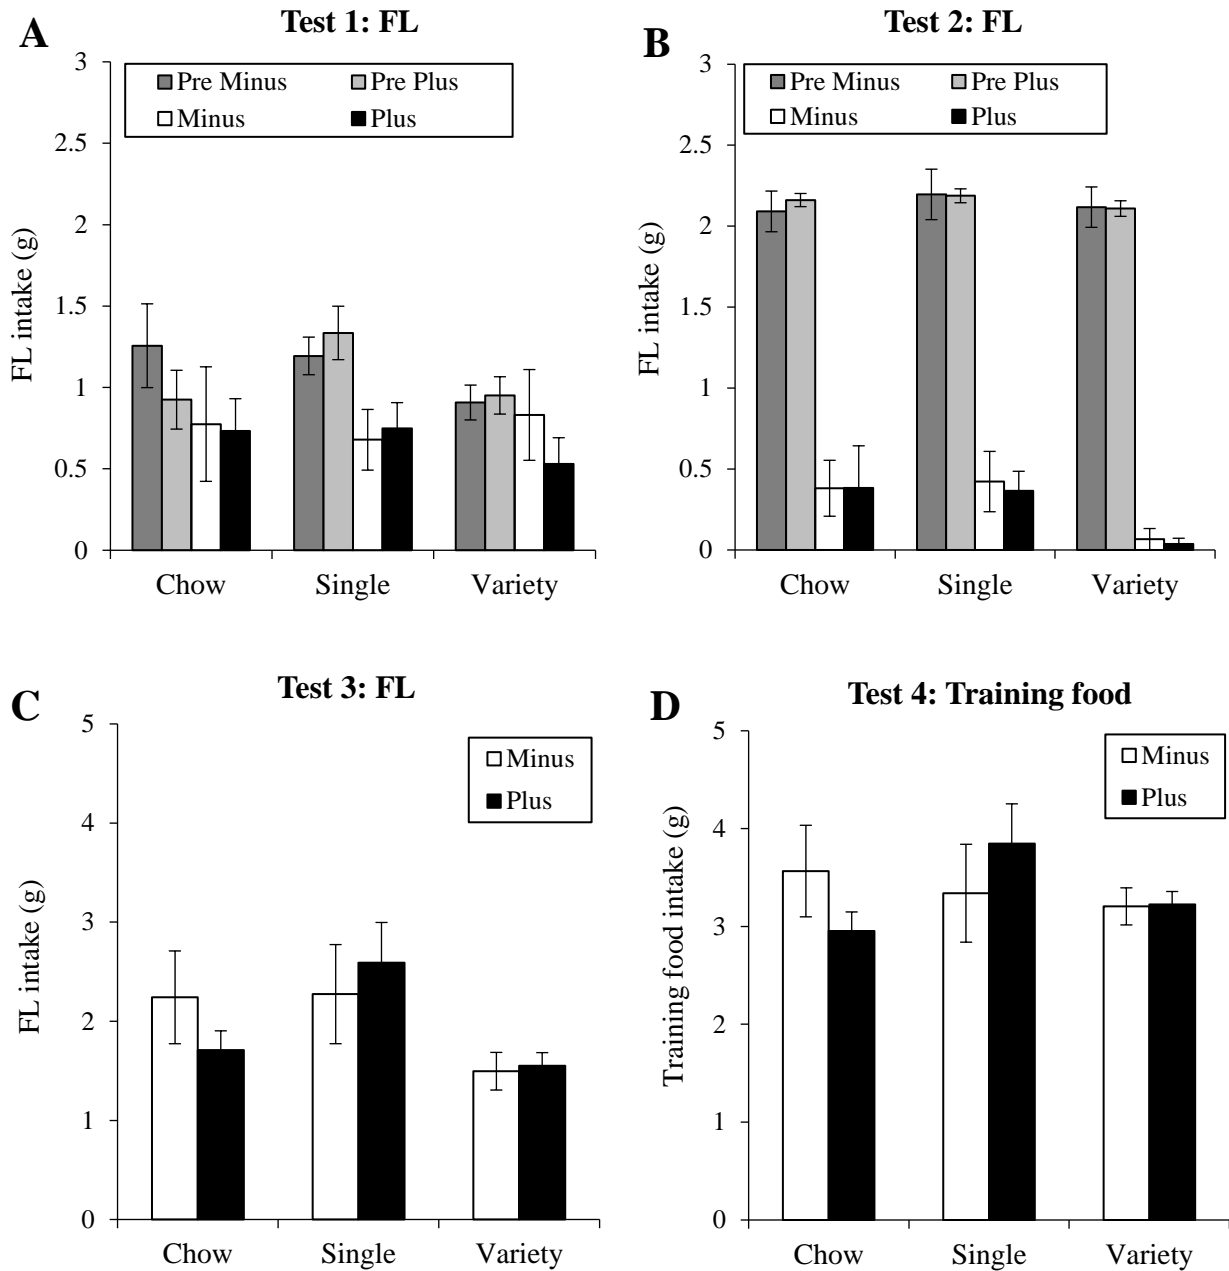 A
Test 1: FL
FL intake (g)
3
2.5
2
1.5
1
0.5
0
Pre Minus
Pre Plus
Minus
Plus
Chow
Single
Variety
B
Test 2: FL
FL intake (g)
3
2.5
2
1.5
1
0.5
0
Pre Minus
Pre Plus
Minus
Plus
Chow
Single
Variety
C
Test 3: FL
FL intake (g)
5
4
3
2
1
0
Minus
Plus
Chow
Single
Variety
D
Test 4: Training food
Training food intake (g)
5
4
3
2
1
0
Minus
Plus
Chow
Single
Variety